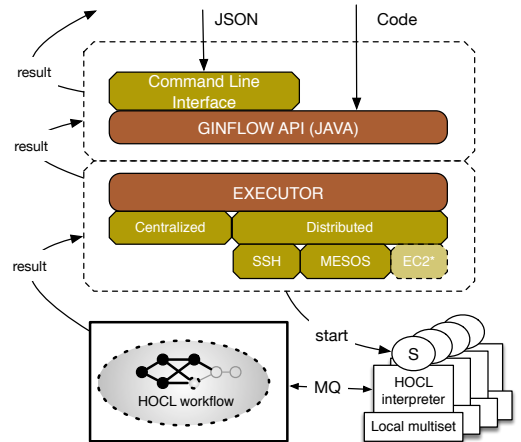 JSON
Code
result
Command Line
Interface
GINFLOW API (JAVA)
result
EXECUTOR
Centralized
Distributed
SSH
MESOS
EC2*
result
start
S
HOCL workflow
MQ
HOCL
interpreter
Local multiset